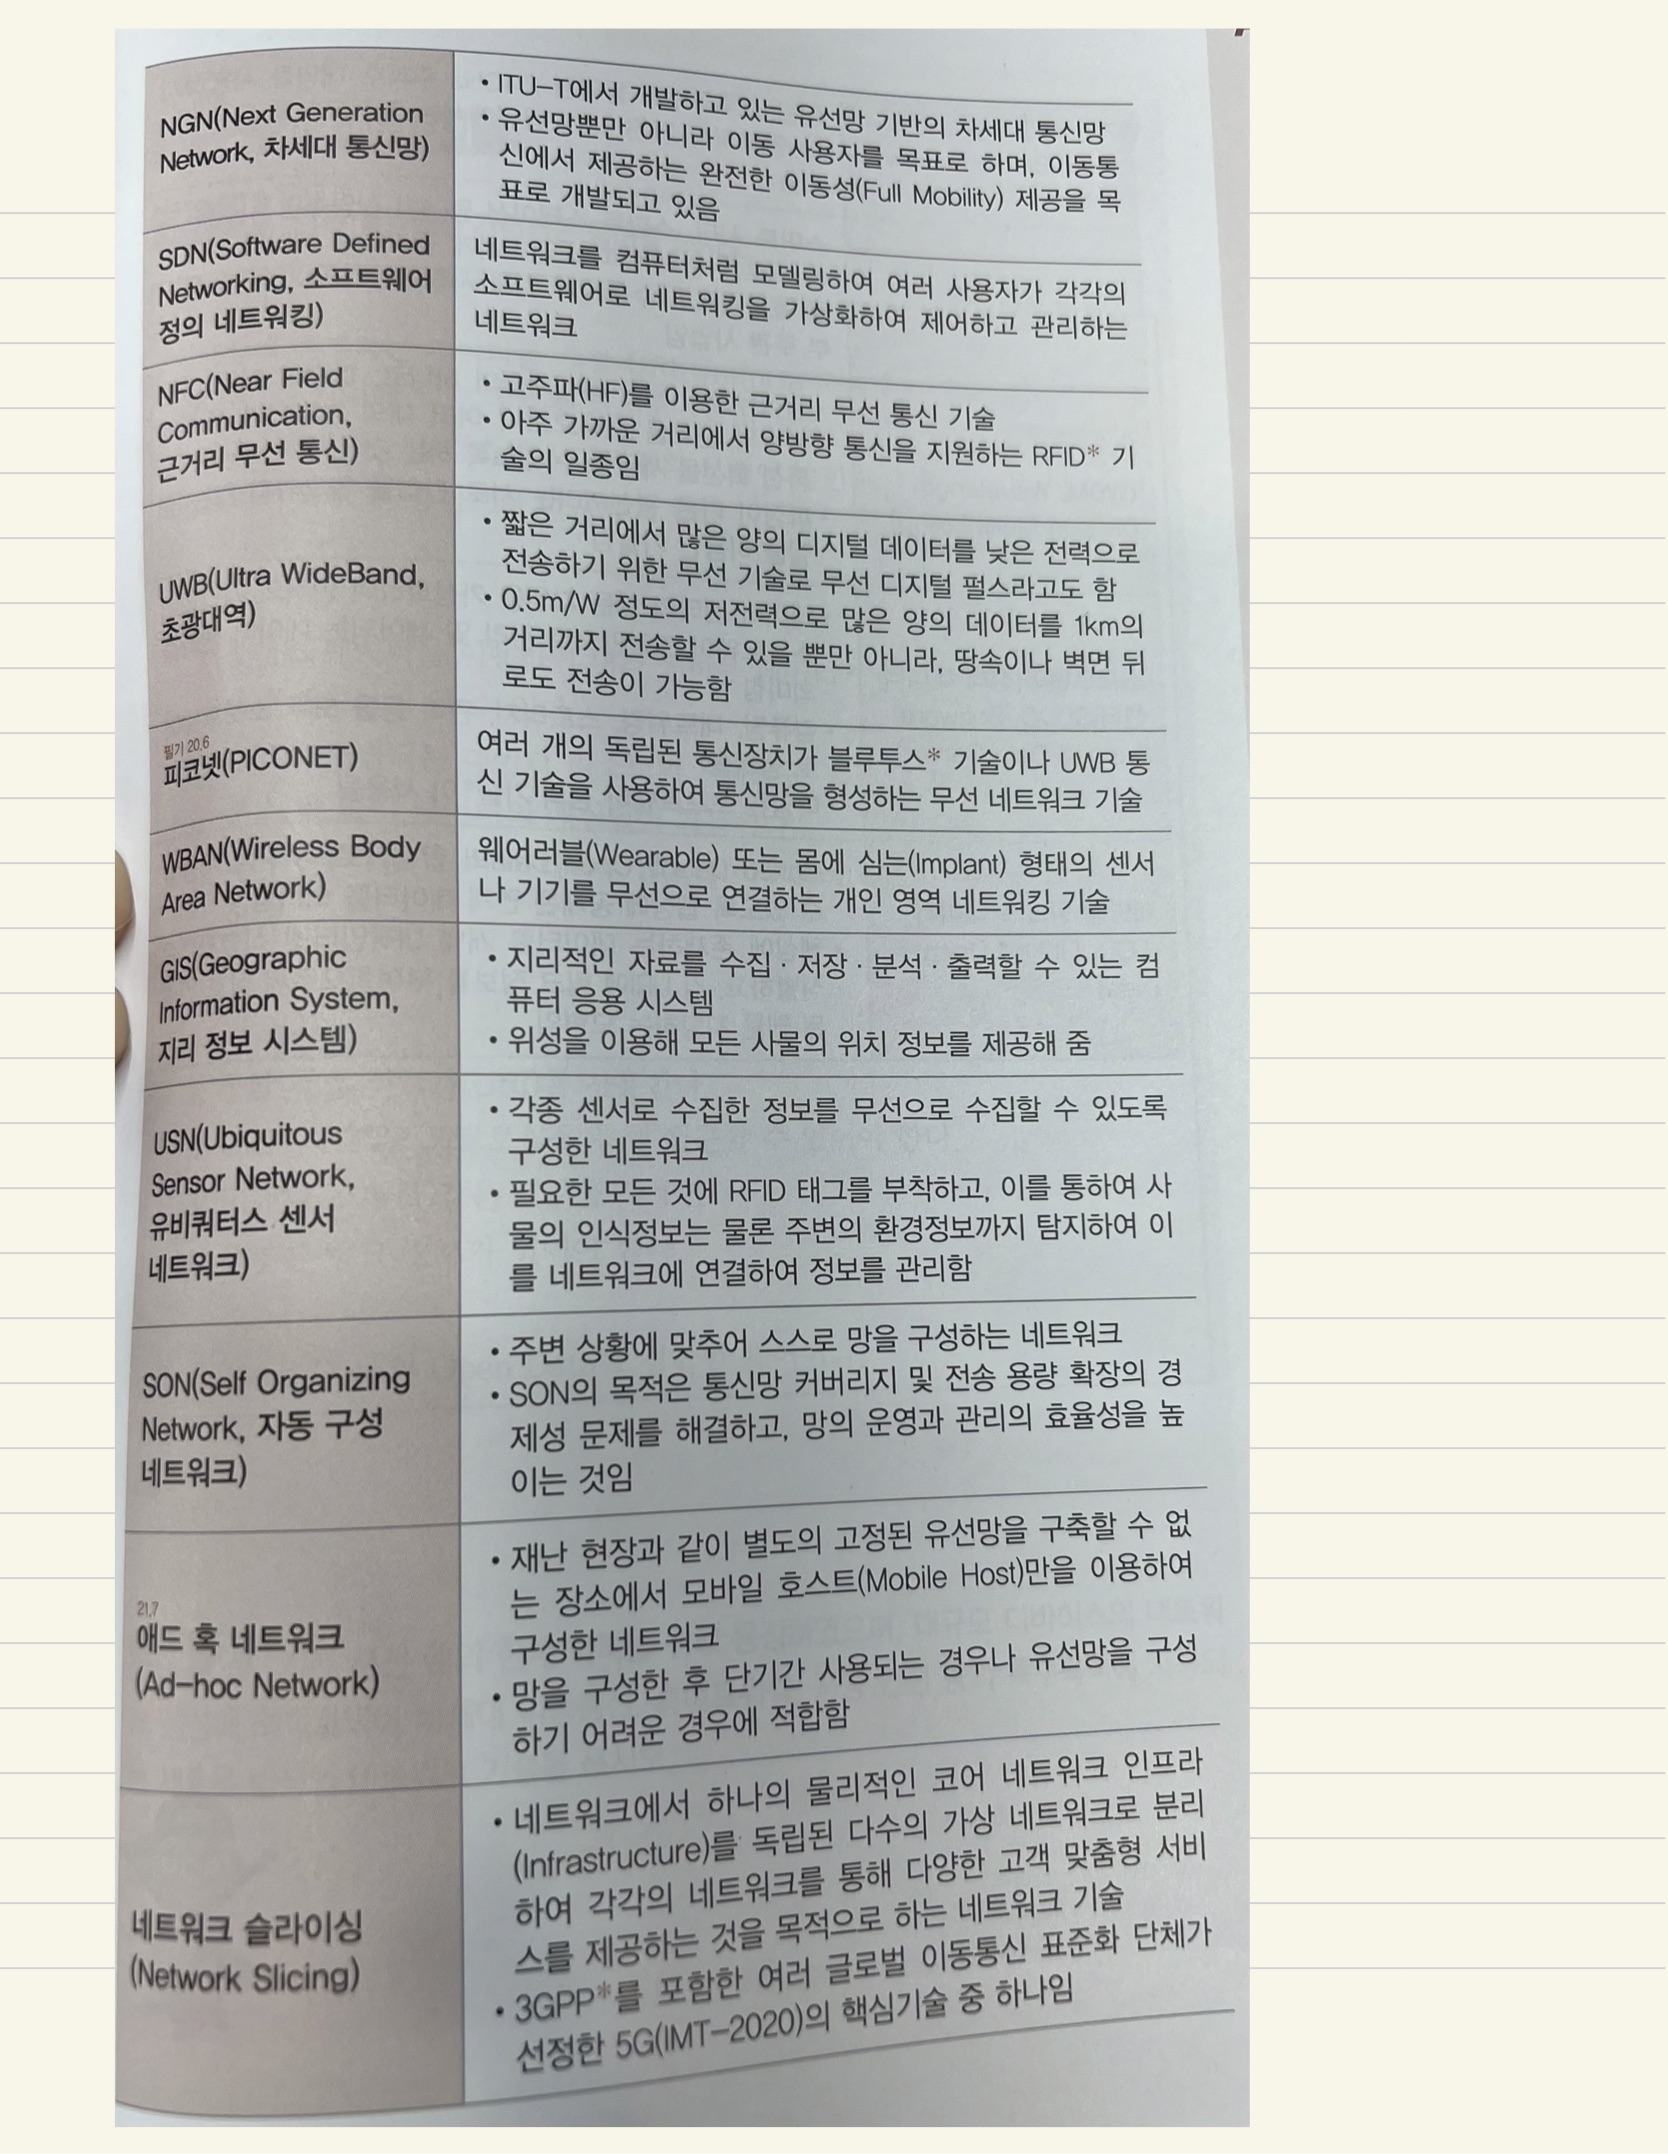 NGN(Next Generation
Network, 차세대 통신망)
• ITU-T에서 개발하고 있는 유선망 기반의 차세대 통신망
• 유선망뿐만 아니라 이동 사용자를 목표로 하며, 이동통
신에서 제공하는 완전한 이동성(Full Mobility) 제공을 목
표로 개발되고 있음
SDN(Software Defined
Networking, 소프트웨어
정의 네트워킹)
네트워크를 컴퓨터처럼 모델링하여 여러 사용자가 각각의
소프트웨어로 네트워킹을 가상화하여 제어하고 관리하는
네트워크
NFC(Near Field
Communication,
근거리 무선 통신)
• 고주파(HF)를 이용한 근거리 무선 통신 기술
• 아주 가까운 거리에서 양방향 통신을 지원하는 RFID* 기
술의 일종임
UWB(Ultra WideBand,
초광대역)
• 짧은 거리에서 많은 양의 디지털 데이터를 낮은 전력으로
전송하기 위한 무선 기술로 무선 디지털 펄스라고도 함
• 0.5m/W 정도의 저전력으로 많은 양의 데이터를 1km의
거리까지 전송할 수 있을 뿐만 아니라, 땅속이나 벽면 뒤
로도 전송이 가능함
필기 20.6
피코넷(PICONET)
여러 개의 독립된 통신장치가 블루투스* 기술이나 UWB 통
신 기술을 사용하여 통신망을 형성하는 무선 네트워크 기술
WBAN(Wireless Body
Area Network)
웨어러블(Wearable) 또는 몸에 심는(Implant) 형태의 센서
나 기기를 무선으로 연결하는 개인 영역 네트워킹 기술
GIS(Geographic
Information System,
지리 정보 시스템)
• 지리적인 자료를 수집 · 저장 · 분석 · 출력할 수 있는 컴
퓨터 응용 시스템
• 위성을 이용해 모든 사물의 위치 정보를 제공해 줌
USN(Ubiquitous
Sensor Network,
유비쿼터스 센서
네트워크)
• 각종 센서로 수집한 정보를 무선으로 수집할 수 있도록
구성한 네트워크
• 필요한 모든 것에 RFID 태그를 부착하고, 이를 통하여 사
물의 인식정보는 물론 주변의 환경정보까지 탐지하여 이
를 네트워크에 연결하여 정보를 관리함
SON(Self Organizing
Network, 자동 구성
네트워크)
• 주변 상황에 맞추어 스스로 망을 구성하는 네트워크
• SON의 목적은 통신망 커버리지 및 전송 용량 확장의 경
제성 문제를 해결하고, 망의 운영과 관리의 효율성을 높
이는 것임
21.7
애드 혹 네트워크
(Ad-hoc Network)
• 재난 현장과 같이 별도의 고정된 유선망을 구축할 수 없
는 장소에서 모바일 호스트(Mobile Host)만을 이용하여
구성한 네트워크
• 망을 구성한 후 단기간 사용되는 경우나 유선망을 구성
하기 어려운 경우에 적합함
네트워크 슬라이싱
(Network Slicing)
• 네트워크에서 하나의 물리적인 코어 네트워크 인프라
(Infrastructure)를 독립된 다수의 가상 네트워크로 분리
하여 각각의 네트워크를 통해 다양한 고객 맞춤형 서비
스를 제공하는 것을 목적으로 하는 네트워크 기술
• 3GPP*를 포함한 여러 글로벌 이동통신 표준화 단체가
선정한 5G(IMT-2020)의 핵심기술 중 하나임